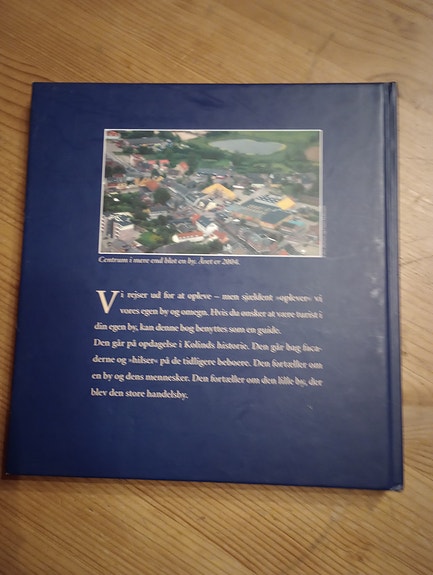 Centrum i mere end blot en by. Året er 2004.
Vi rejser ud for at opleve – men sjældent »oplever« vi
vores egen by og omegn. Hvis du ønsker at være turist i
din egen by, kan denne bog benyttes som en guide.
Den går på opdagelse i Kolinds historie. Den går bag faca-
derne og »hilser« på de tidligere beboere. Den fortæller om
en by og dens mennesker. Den fortæller om den lille by, der
blev den store handelsby.